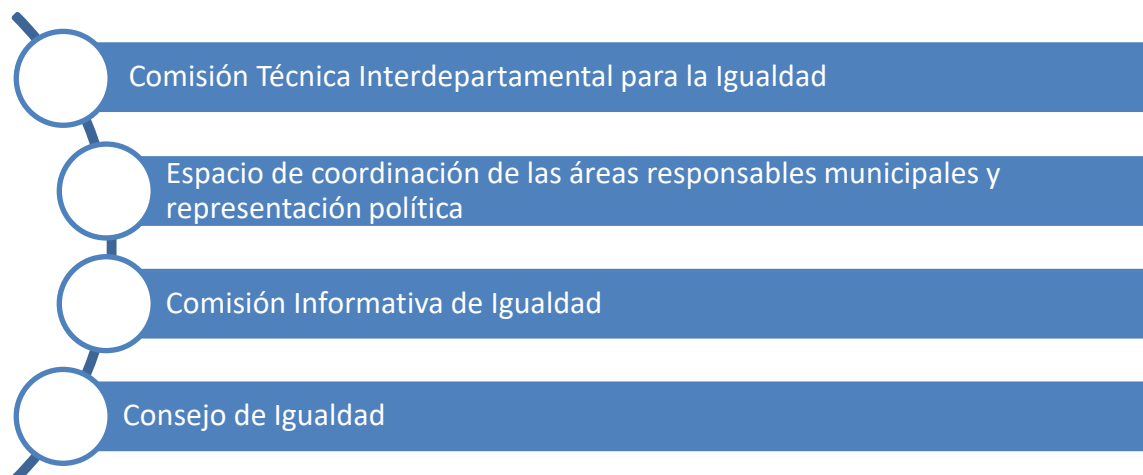 Comisión Técnica Interdepartamental para la Igualdad
Espacio de coordinación de las áreas responsables municipales y
representación política
Comisión Informativa de Igualdad
Consejo de Igualdad